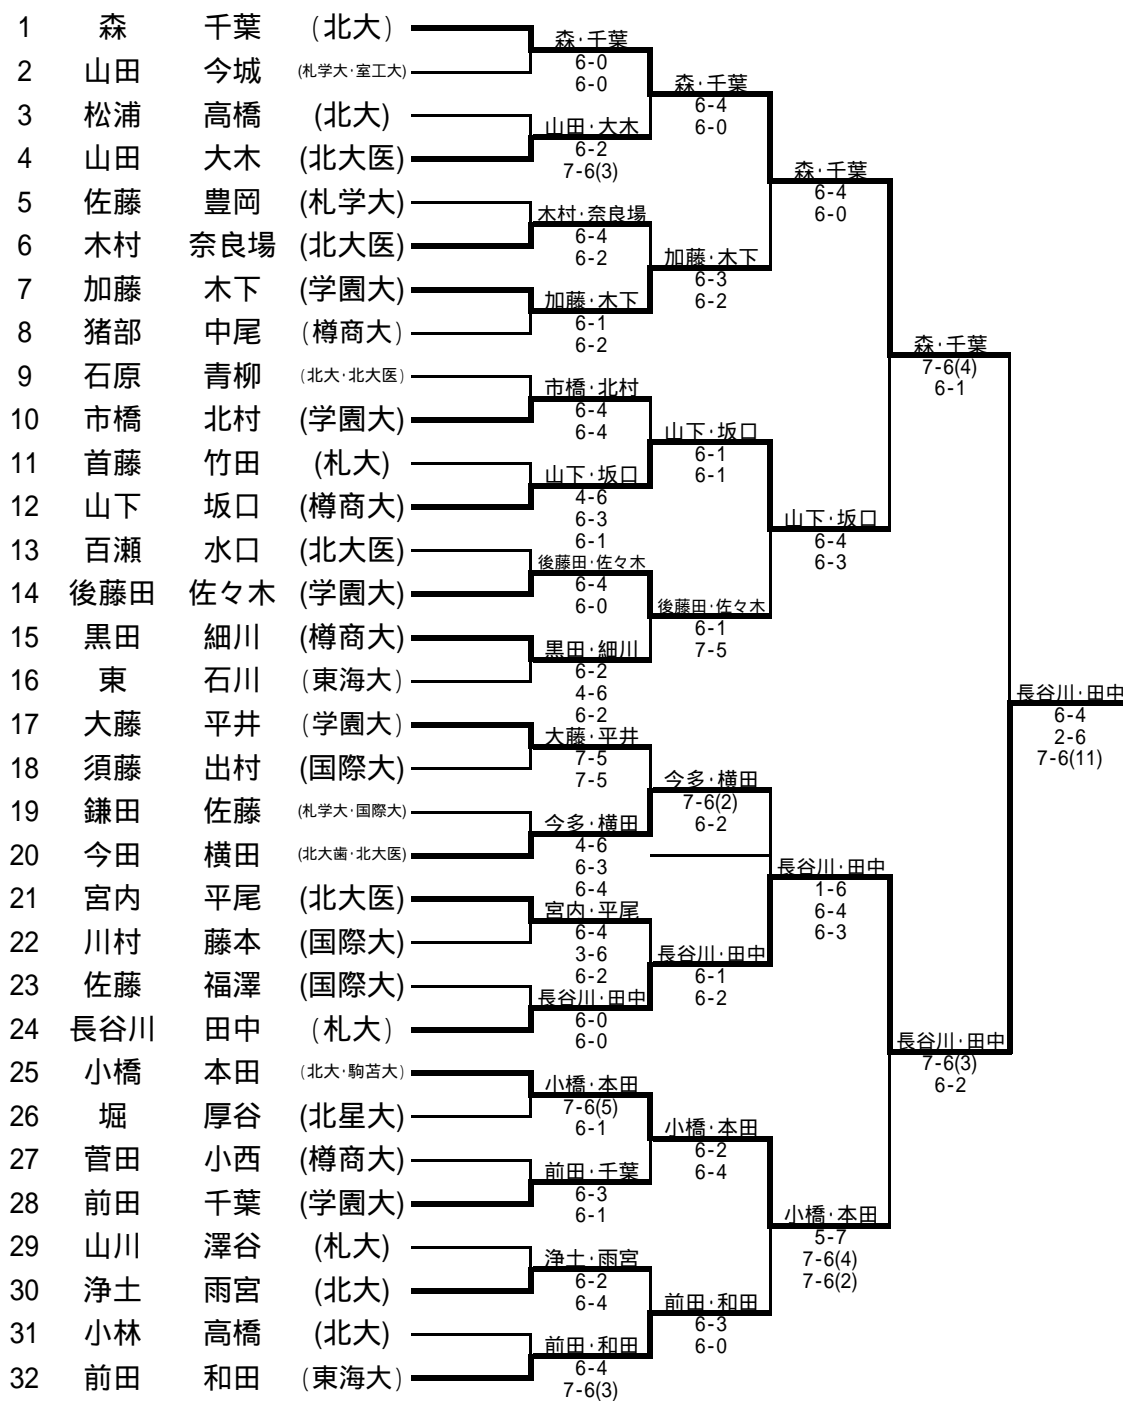 1 森 千葉 (北大)
2 山田 今城 (札学大・室工大)
3 松浦 高橋 (北大)
4 山田 大木 (北大医)
5 佐藤 豊岡 (札学大)
6 木村 奈良場 (北大医)
7 加藤 木下 (学園大)
8 猪部 中尾 (樽商大)
9 石原 青柳 (北大・北大医)
10 市橋 北村 (学園大)
11 首藤 竹田 (札大)
12 山下 坂口 (樽商大)
13 百瀬 水口 (北大医)
14 後藤田 佐々木 (学園大)
15 黒田 細川 (樽商大)
16 東 石川 (東海大)
17 大藤 平井 (学園大)
18 須藤 出村 (国際大)
19 鎌田 佐藤 (札学大・国際大)
20 今田 横田 (北大歯・北大医)
21 宮内 平尾 (北大医)
22 川村 藤本 (国際大)
23 佐藤 福澤 (国際大)
24 長谷川 田中 (札大)
25 小橋 本田 (北大・駒苫大)
26 堀 厚谷 (北星大)
27 菅田 小西 (樽商大)
28 前田 千葉 (学園大)
29 山川 澤谷 (札大)
30 浄土 雨宮 (北大)
31 小林 高橋 (北大)
32 前田 和田 (東海大)
森・千葉
6-0
6-0
山田・大木
6-2
7-6(3)
木村・奈良場
6-4
6-2
加藤・木下
6-1
6-2
市橋・北村
6-4
6-4
山下・坂口
4-6
6-3
6-1
後藤田・佐々木
6-4
6-0
黒田・細川
6-2
4-6
6-2
大藤・平井
7-5
7-5
今多・横田
4-6
6-3
6-4
宮内・平尾
6-4
3-6
6-2
長谷川・田中
6-0
6-0
小橋・本田
7-6(5)
6-1
前田・千葉
6-3
6-1
浄土・雨宮
6-2
6-4
前田・和田
6-4
7-6(3)
森・千葉
6-4
6-0
加藤・木下
6-3
6-2
山下・坂口
6-1
6-1
後藤田・佐々木
6-1
7-5
今多・横田
7-6(2)
6-2
長谷川・田中
6-1
6-2
小橋・本田
6-2
6-4
前田・和田
6-3
6-0
森・千葉
6-4
6-0
山下・坂口
6-4
6-3
長谷川・田中
1-6
6-4
6-3
小橋・本田
5-7
7-6(4)
7-6(2)
森・千葉
7-6(4)
6-1
長谷川・田中
7-6(3)
6-2
長谷川・田中
6-4
2-6
7-6(11)